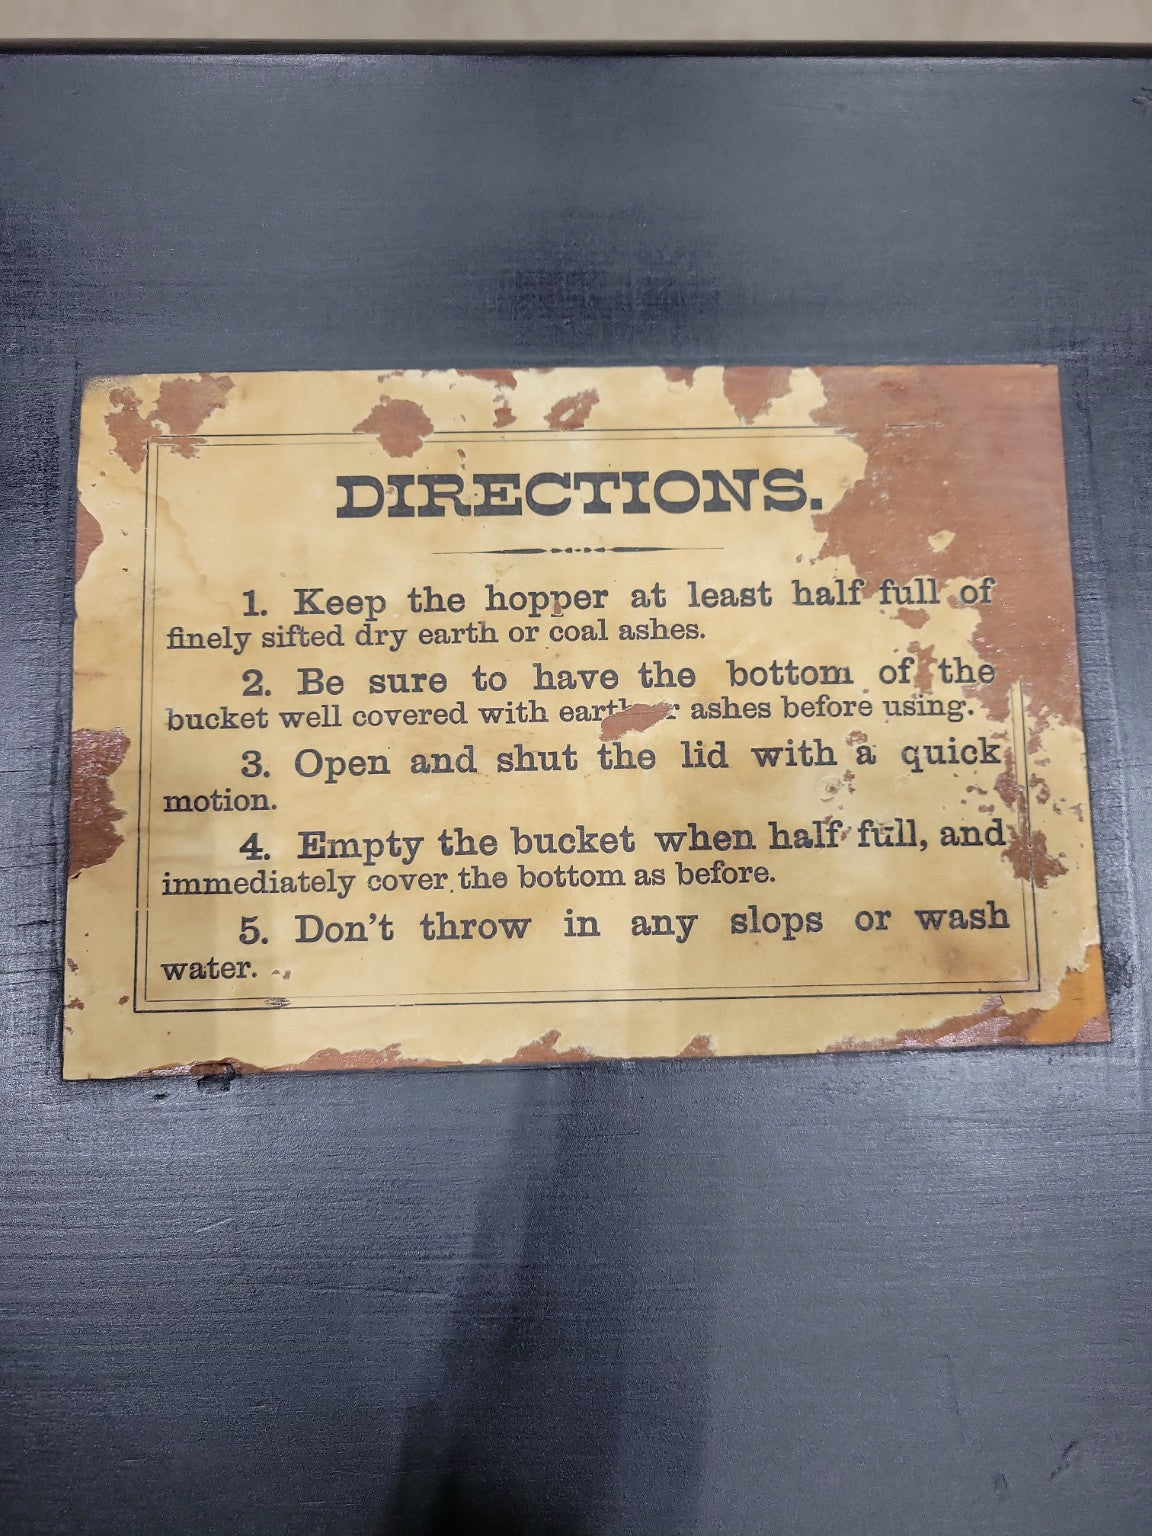 DIRECTIONS.
1. Keep the hopper at least half full of
finely sifted dry earth or coal ashes.
2. Be sure to have the bottom of the
bucket well covered with earth ashes before using.
3. Open and shut the lid with a quick
motion.
4. Empty the bucket when half full, and
immediately cover the bottom as before.
5. Don't throw in any slops or wash
water.